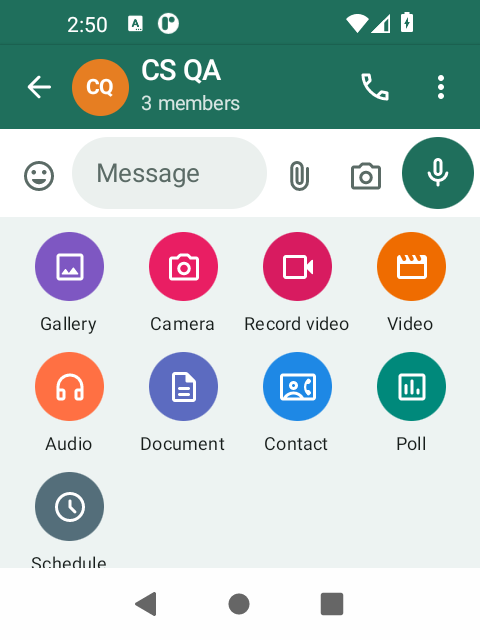 2:50
CQ
CS QA
3 members
Message
Gallery
Camera
Record video
Video
Audio
Document
Contact
Poll
Schedule